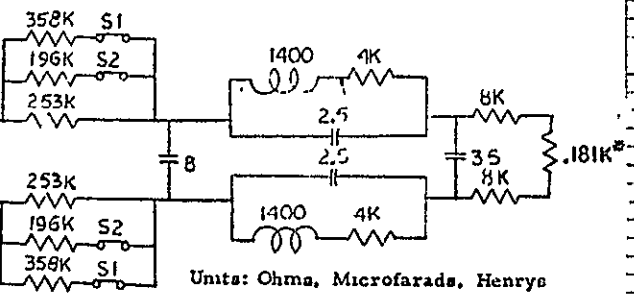 358K S1
196K S2
253K
1400 4K
2.5
8
2.5
1400 4K
8K
35
.181K*
8K
253K
196K S2
358K S1
Units: Ohms, Microfarads, Henrys